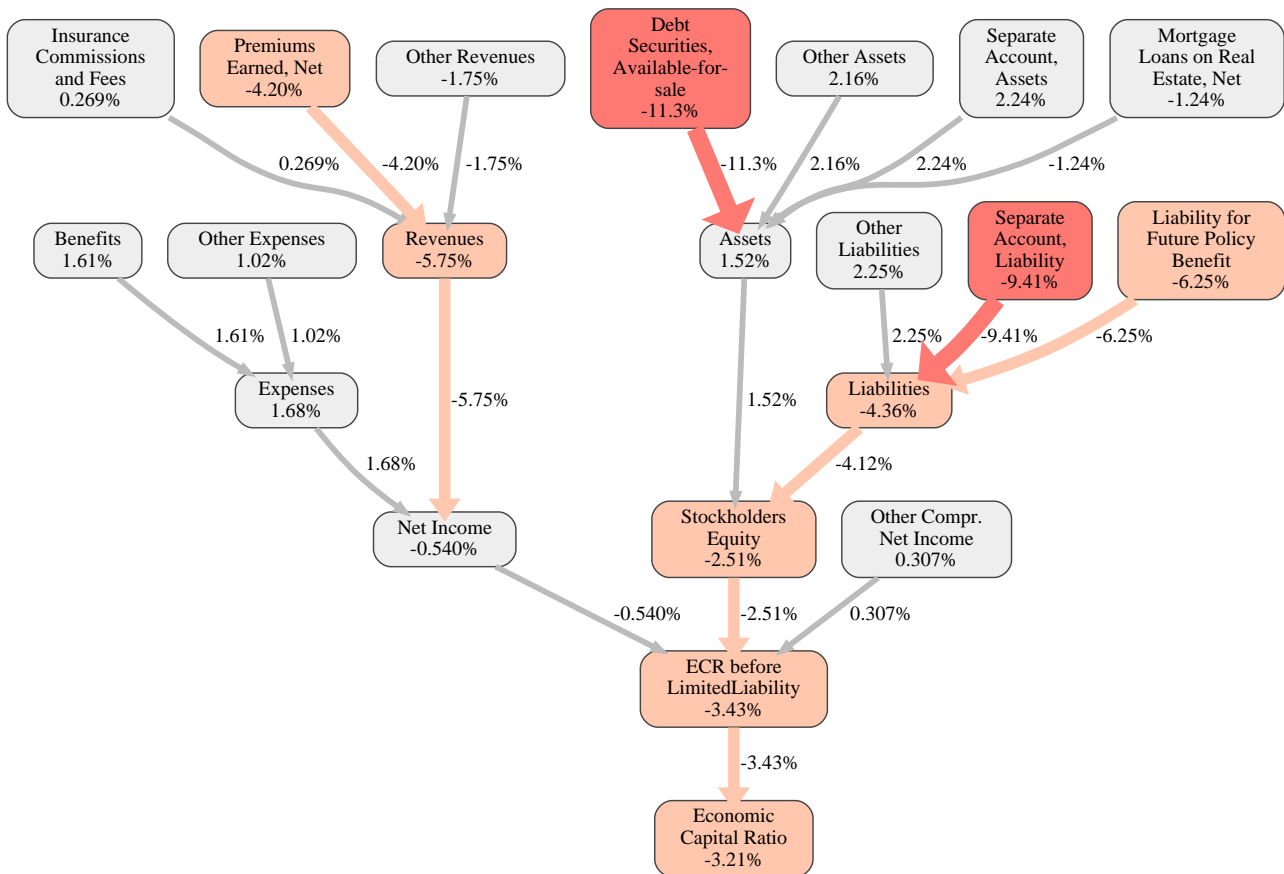 Insurance
Commissions
and Fees
0.269%
Premiums
Earned, Net
-4.20%
Other Revenues
-1.75%
Debt
Securities,
Available-for-
sale
-11.3%
Other Assets
2.16%
Separate
Account,
Assets
2.24%
Mortgage
Loans on Real
Estate, Net
-1.24%
0.269%
-4.20%
-1.75%
-11.3%
2.16%
2.24%
-1.24%
Benefits
1.61%
Other Expenses
1.02%
Revenues
-5.75%
Assets
1.52%
Other
Liabilities
2.25%
Separate
Account,
Liability
-9.41%
Liability for
Future Policy
Benefit
-6.25%
1.61%
1.02%
2.25%
-9.41%
-6.25%
Expenses
1.68%
-5.75%
1.52%
Liabilities
-4.36%
1.68%
-4.12%
Net Income
-0.540%
Stockholders
Equity
-2.51%
Other Compr.
Net Income
0.307%
-0.540%
-2.51%
0.307%
ECR before
LimitedLiability
-3.43%
-3.43%
Economic
Capital Ratio
-3.21%